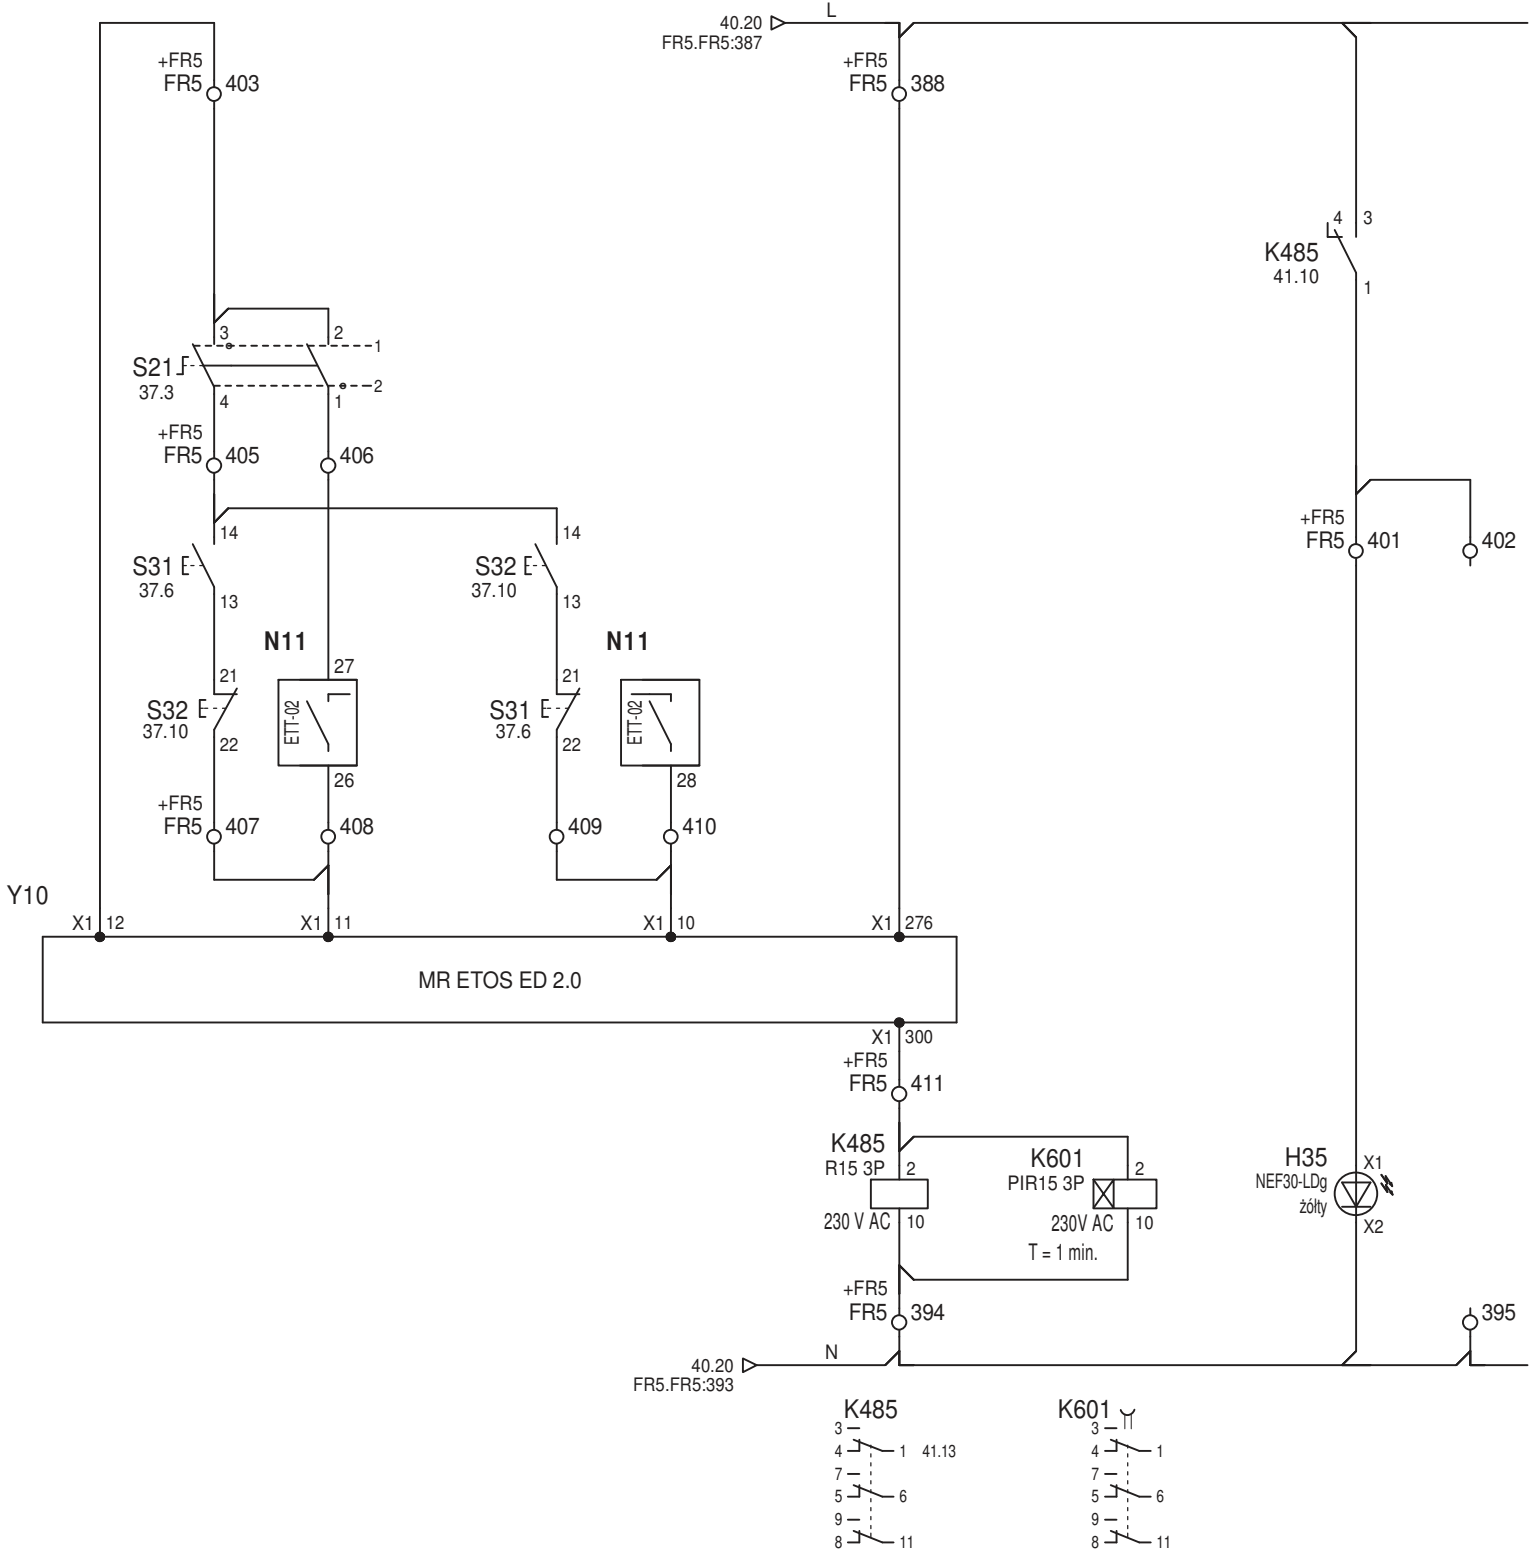 L
40.20
FR5.FR5:387
+FR5
FR5 403
+FR5
FR5 388
4 3
K485
41.10
1
3 2
1
S21
37.3
2
4 1
+FR5
FR5 405 406
14 14
S31 S32
37.6 37.10
13 13
+FR5
FR5 401 402
N11 N11
27
21 21
S32 S31
37.10 37.6
ETT-02 ETT-02
22 22
26 28
+FR5
FR5 407 408 409 410
Y10
X1 12 X1 11 X1 10 X1 276
MR ETOS ED 2.0
X1 300
+FR5
FR5 411
K485
R15 3P 2
230 V AC 10
K601
PIR15 3P 2
230V AC 10
T = 1 min.
H35 X1
NEF30-LDg
żółty
X2
+FR5
FR5 394 395
N
40.20
FR5.FR5:393
K485 K601
3 3
4 1 41.13 4 1
7 7
5 6 5 6
9 9
8 11 8 11